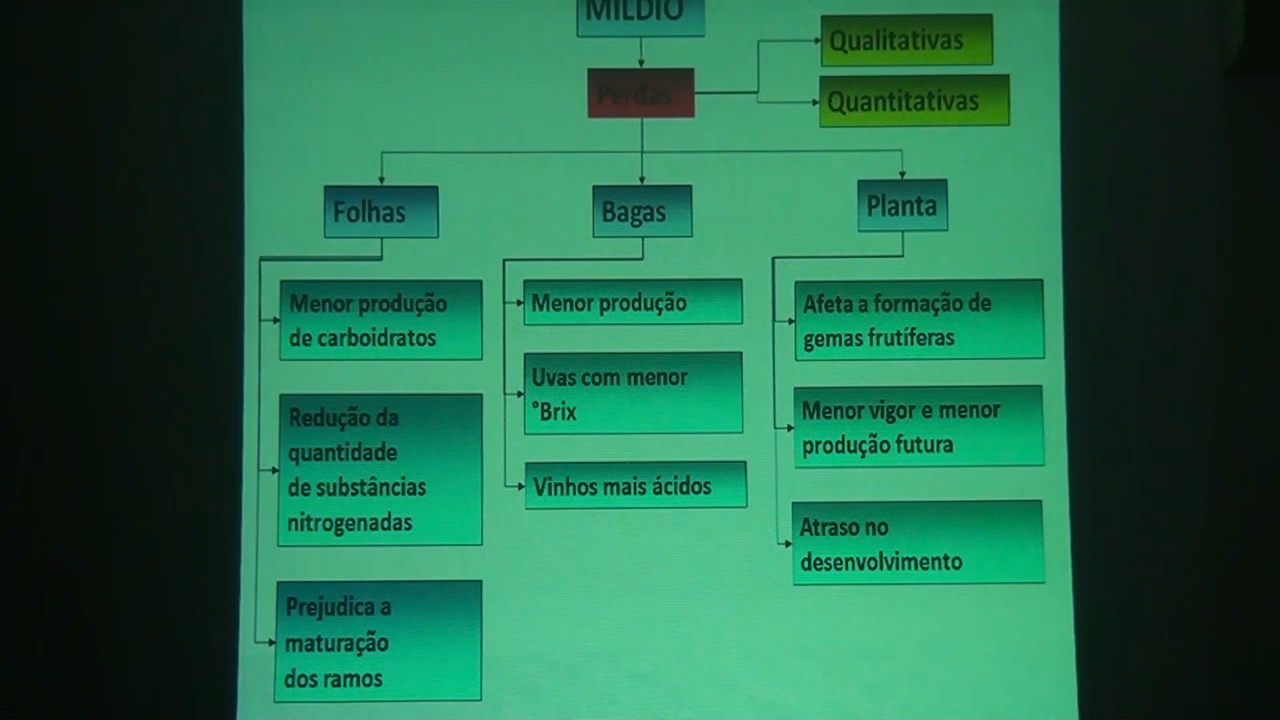 MÍLDIO
Perdas
Qualitativas
Quantitativas
Folhas
Menor produção
de carboidratos
Redução da
quantidade
de substâncias
nitrogenadas
Prejudica a
maturação
dos ramos
Bagas
Menor produção
Uvas com menor
°Brix
Vinhos mais ácidos
Planta
Afeta a formação de
gemas frutíferas
Menor vigor e menor
produção futura
Atraso no
desenvolvimento